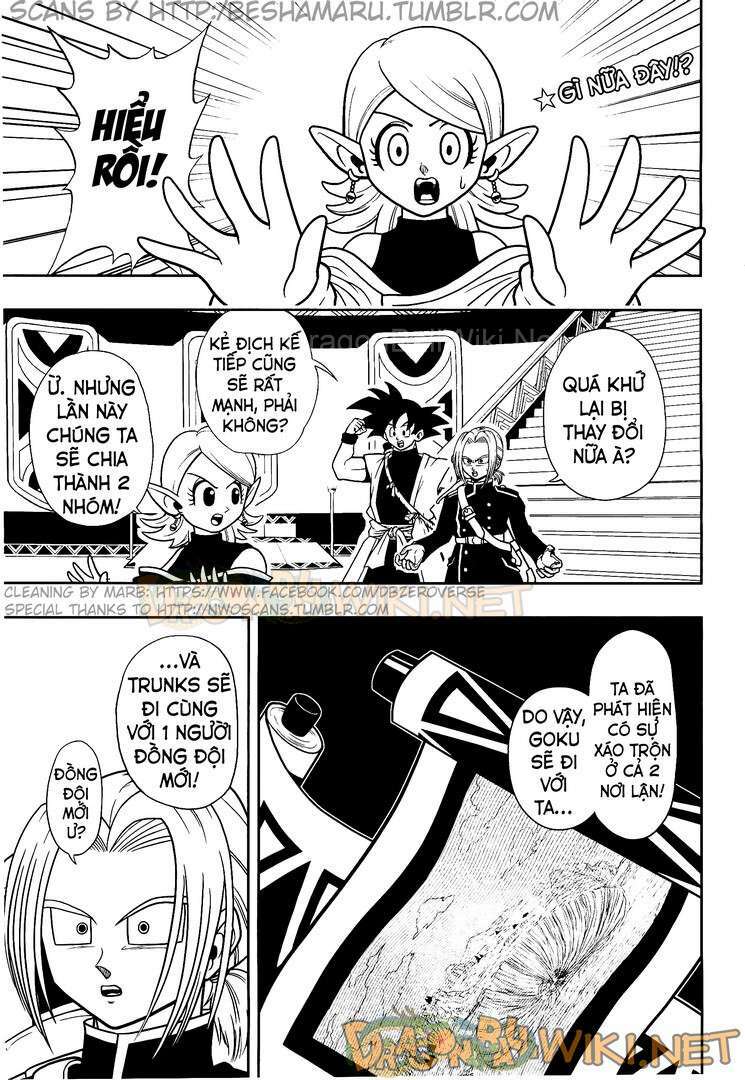 SCANS BY HTTP://BESHAMARU.TUMBLR.COM/
☆GÌ NỮA ĐÂY!?
HIỂU
RỒI!
QUÁ KHỨ
LẠI BỊ
THAY ĐỔI
NỮA À?
KẺ ĐỊCH KẾ
TIẾP CŨNG
SẼ RẤT
MẠNH, PHẢI
KHÔNG?
Ừ. NHƯNG
LẦN NÀY
CHÚNG TA
SẼ CHIA
THÀNH 2
NHÓM!
CLEANING BY MARB: HTTPS://WWW.FACEBOOK.COM/DBZEROVERSE
SPECIAL THANKS TO HTTP://NWOSCANS.TUMBLR.COM/
TA ĐÃ
PHÁT HIỆN
CÓ SỰ
XÁO TRỘN
Ở CẢ 2
NƠI LẬN!
DO VẬY,
GOKU
SẼ ĐI
VỚI
TA...
...VÀ
TRUNKS SẼ
ĐI CÙNG
VỚI 1 NGƯỜI
ĐỒNG ĐỘI
MỚI!
ĐỒNG
ĐỘI
MỚI
Ư?
DRAGON BALL WIKI.NET